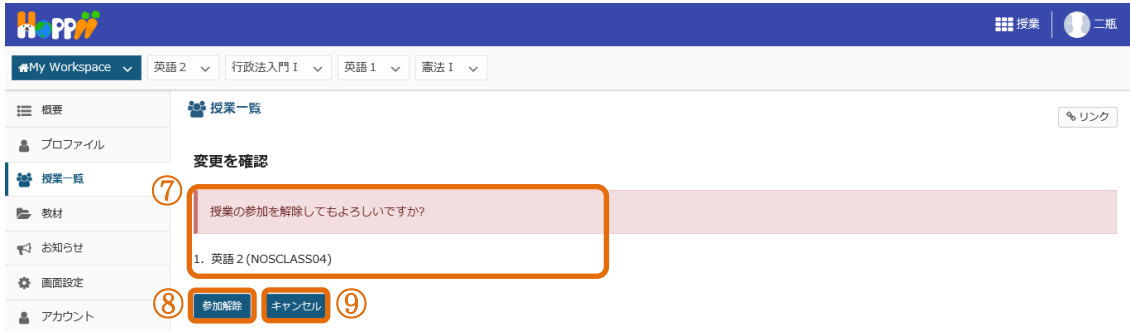 Hoppii
授業
二瓶
My Workspace
英語２
行政法入門Ⅰ
英語１
憲法Ⅰ
概要
プロファイル
授業一覧
教材
お知らせ
画面設定
アカウント
授業一覧
リンク
変更を確認
⑦
授業の参加を解除してもよろしいですか?
1. 英語２(NOSCLASS04)
⑧ 参加解除 キャンセル ⑨